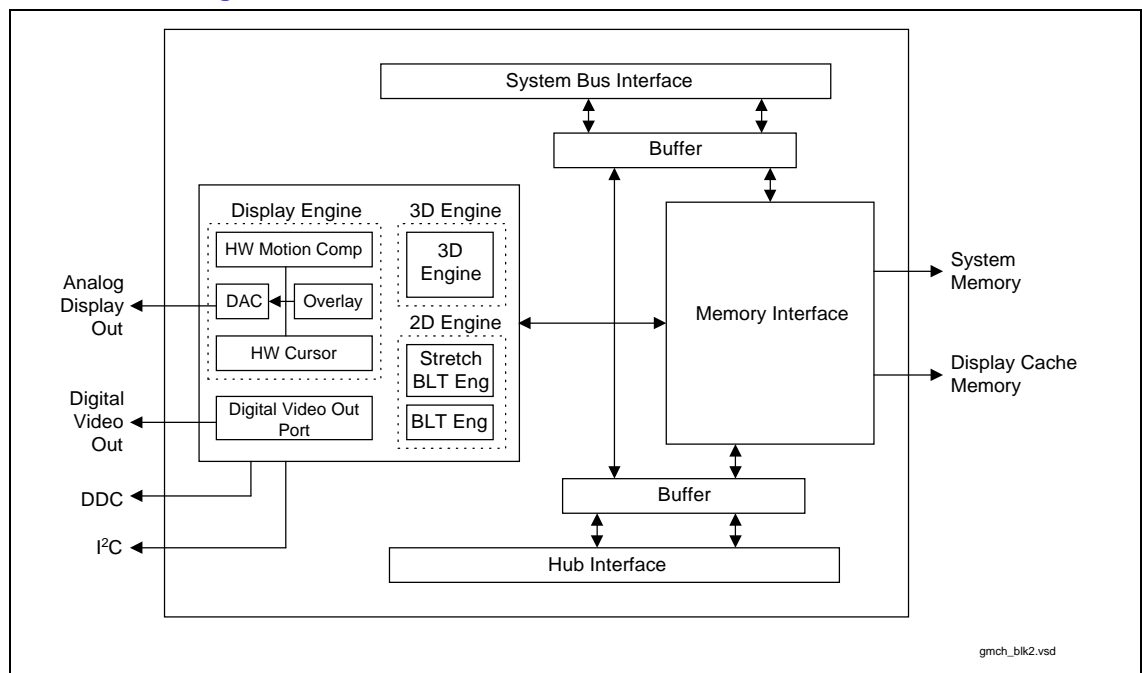 System Bus Interface
Buffer
Display Engine
3D Engine
HW Motion Comp
3D
Engine
DAC
Overlay
HW Cursor
2D Engine
Stretch
BLT Eng
BLT Eng
Digital Video Out
Port
Memory Interface
Analog
Display
Out
Digital
Video
Out
DDC
I²C
System
Memory
Display Cache
Memory
Buffer
Hub Interface
gmch_blk2.vsd